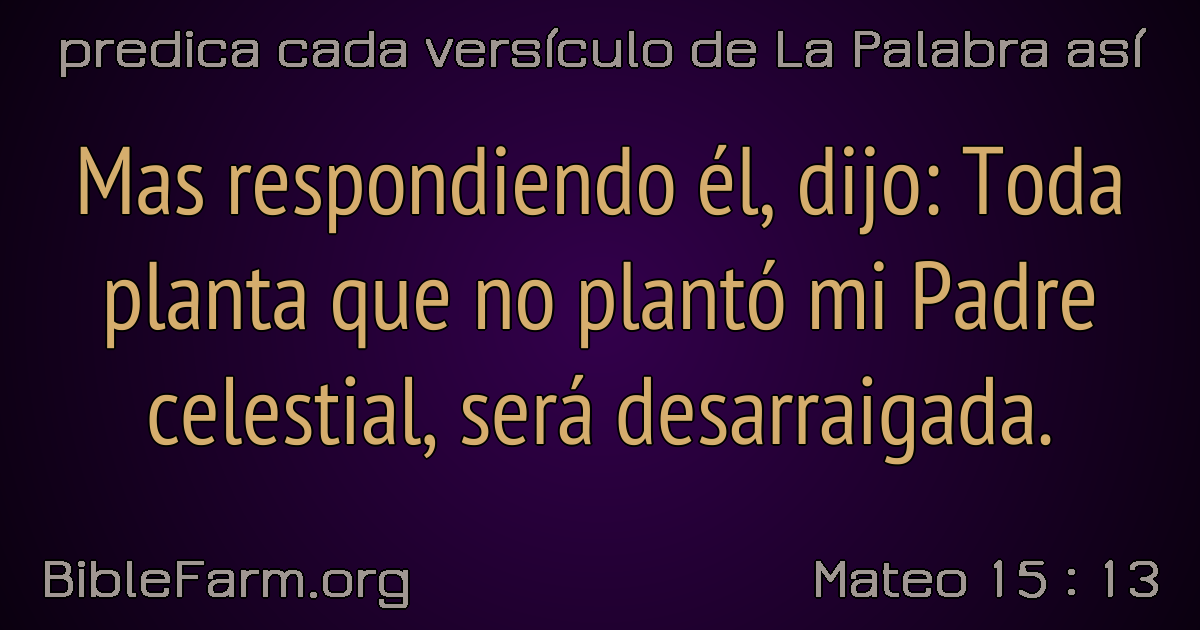 predica cada versículo de La Palabra así
Mas respondiendo él, dijo: Toda
planta que no plantó mi Padre
celestial, será desarraigada.
BibleFarm.org
Mateo 15 : 13